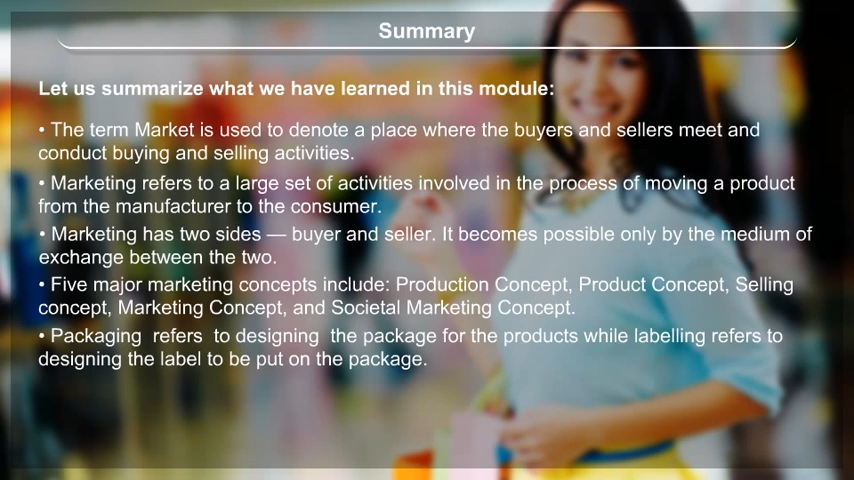 Summary
Let us summarize what we have learned in this module:
• The term Market is used to denote a place where the buyers and sellers meet and
conduct buying and selling activities.
• Marketing refers to a large set of activities involved in the process of moving a product
from the manufacturer to the consumer.
• Marketing has two sides — buyer and seller. It becomes possible only by the medium of
exchange between the two.
• Five major marketing concepts include: Production Concept, Product Concept, Selling
concept, Marketing Concept, and Societal Marketing Concept.
• Packaging  refers  to designing  the package for the products while labelling refers to
designing the label to be put on the package.